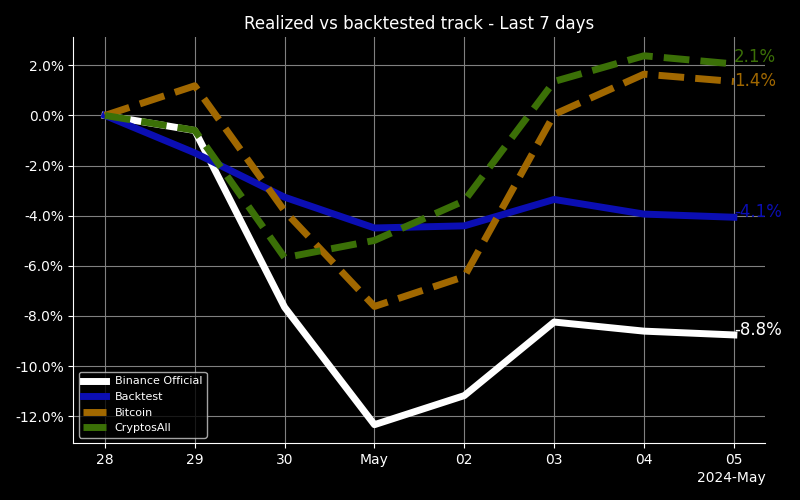 Realized vs backtested track - Last 7 days
2.0%
0.0%
-2.0%
-4.0%
-6.0%
-8.0%
-10.0%
-12.0%
2.1%
1.4%
-4.1%
-8.8%
Binance Official
Backtest
Bitcoin
CryptosAll
28 29 30 May 02 03 04 05
2024-May